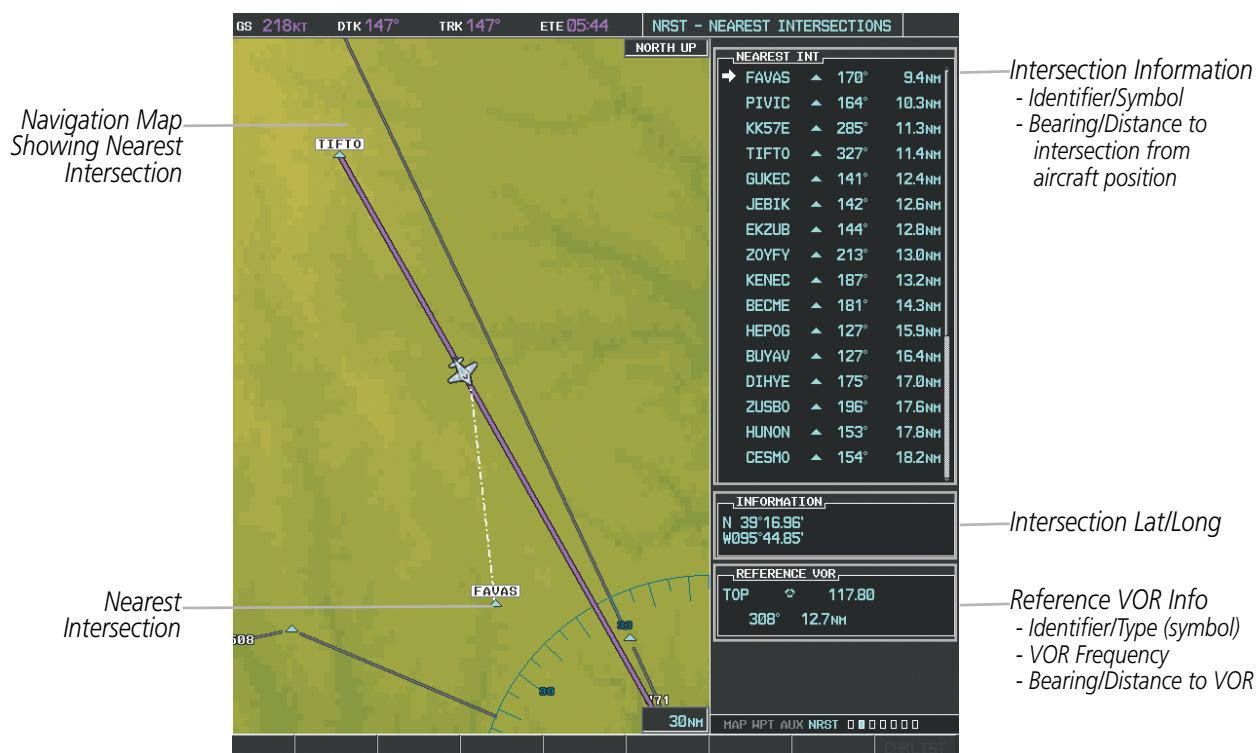 GS 218KT DTK 147° TRK 147° ETE 05:44 NRST – NEAREST INTERSECTIONS
NORTH UP
NEAREST INT
FAVAS 170° 9.4NM
PIVIC 164° 10.3NM
KK57E 285° 11.3NM
TIFTO 327° 11.4NM
GUKEC 141° 12.4NM
JEBIK 142° 12.6NM
EKZUB 144° 12.8NM
ZOYFY 213° 13.0NM
KENEC 187° 13.2NM
BECME 181° 14.3NM
HEPOG 127° 15.9NM
BUYAV 127° 16.4NM
DIHYE 175° 17.0NM
ZUSBO 196° 17.6NM
HUNON 153° 17.8NM
CESMO 154° 18.2NM
INFORMATION
N 39°16.96'
W095°44.85'
REFERENCE VOR
TOP 117.80
308° 12.7NM
MAP WPT AUX NRST
CHKLIST
TIFTO
FAVAS
508
33
30
V71
30NM
Navigation Map
Showing Nearest
Intersection
Nearest
Intersection
Intersection Information
- Identifier/Symbol
- Bearing/Distance to
intersection from
aircraft position
Intersection Lat/Long
Reference VOR Info
- Identifier/Type (symbol)
- VOR Frequency
- Bearing/Distance to VOR